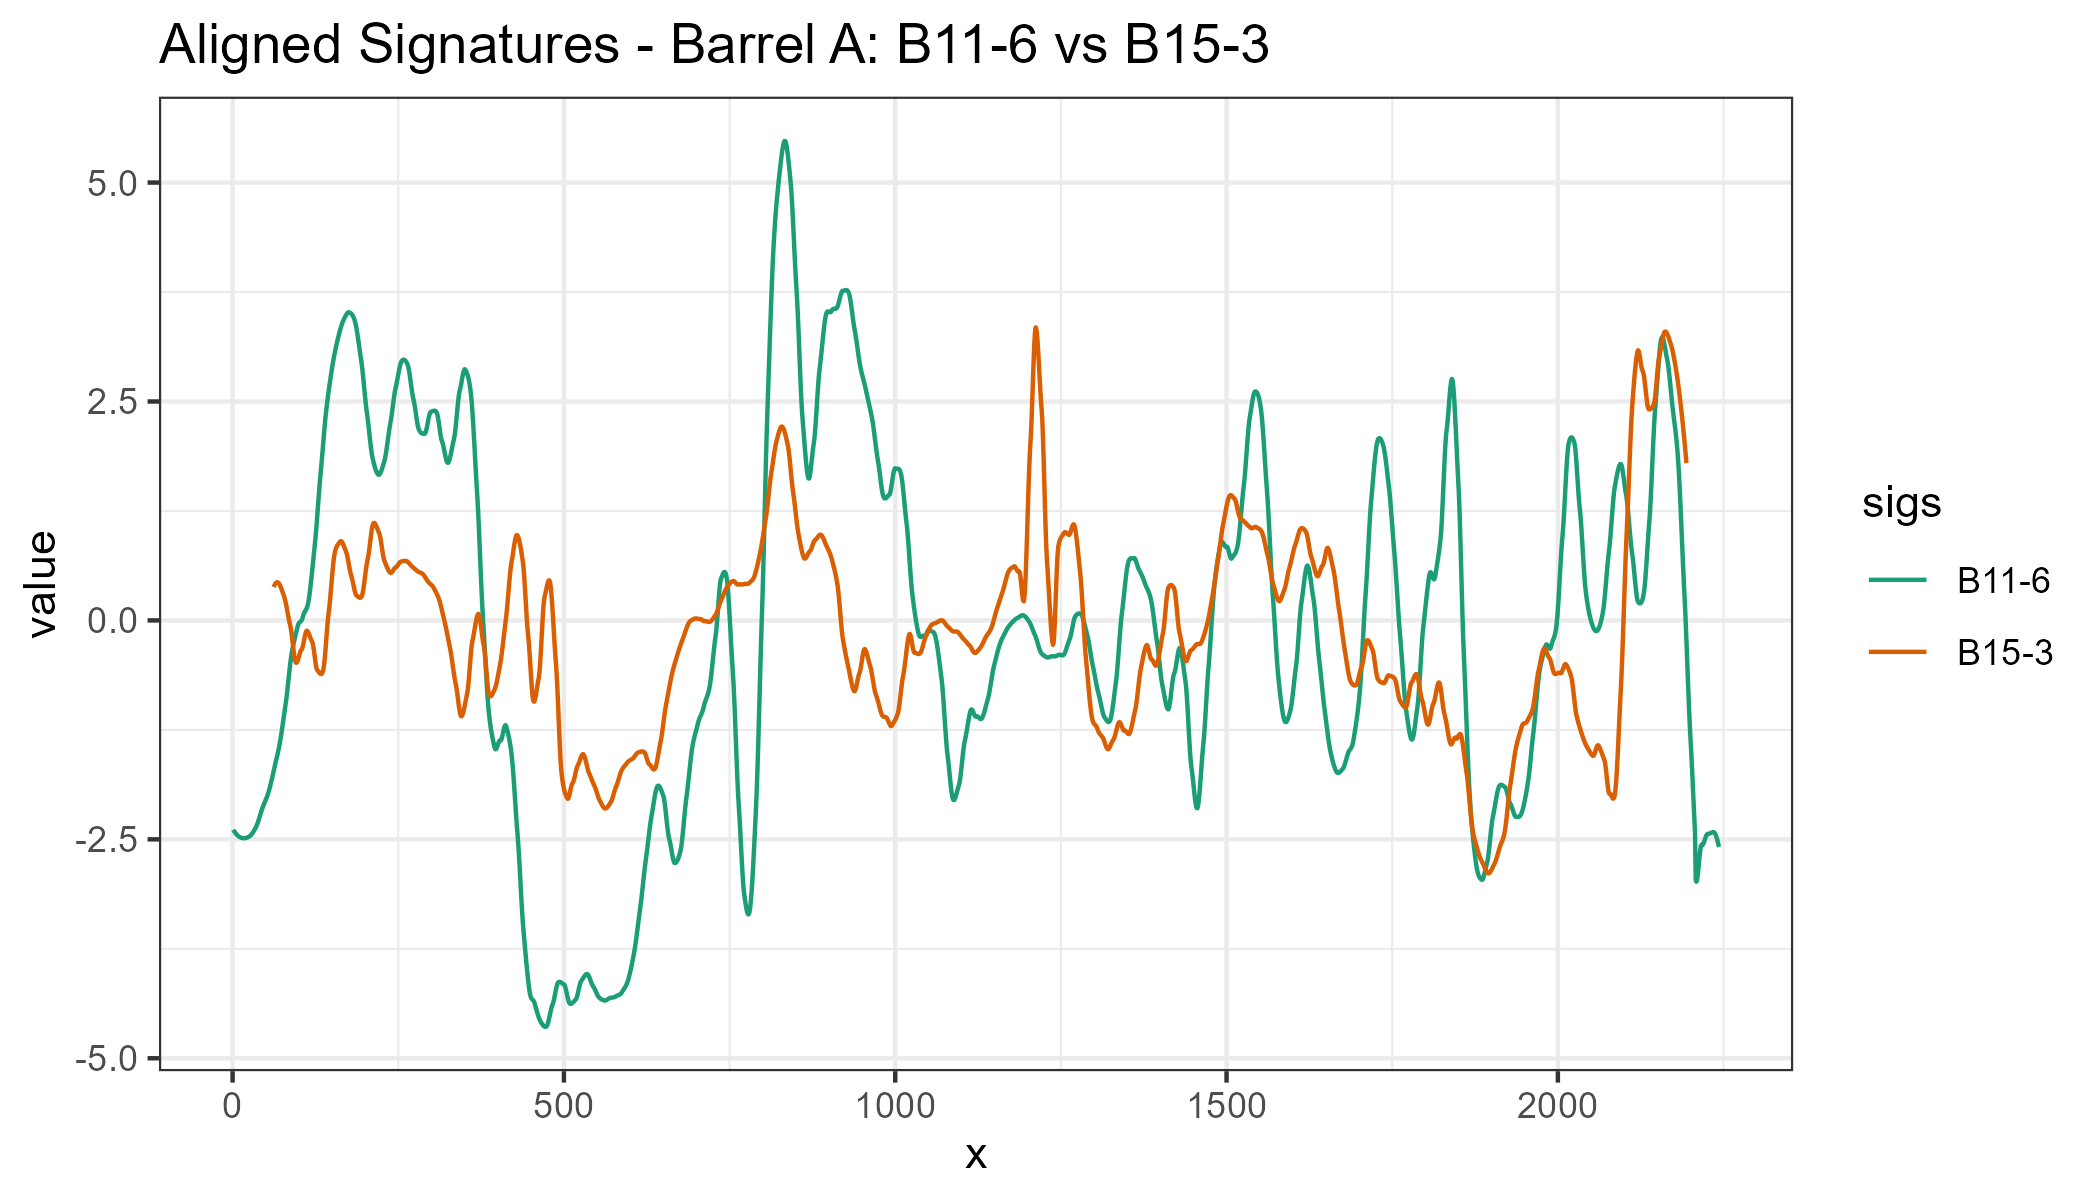 Aligned Signatures - Barrel A: B11-6 vs B15-3
value
5.0
2.5
0.0
-2.5
-5.0
0 500 1000 1500 2000
x
sigs
B11-6
B15-3